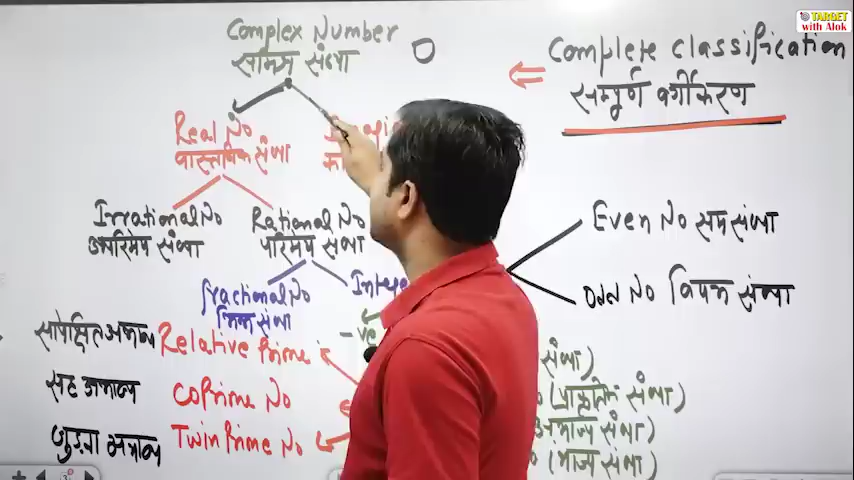 TARGET
with Alok
Complex Number
सम्मिश्र संख्या
Complete classification
सम्पूर्ण वर्गीकरण
Real No
वास्तविक संख्या
Irrational No
अपरिमेय संख्या
Rational No
परिमेय संख्या
Even No सम संख्या
Odd No विषम संख्या
fractional No
भिन्न संख्या
-ve
सापेक्षित अभाज्य Relative Prime
सह अभाज्य CoPrime No
जुड़वा अभाज्य Twin Prime No
संख्या)
(प्राकृतिक संख्या)
अभाज्य संख्या)
(भाज्य संख्या)